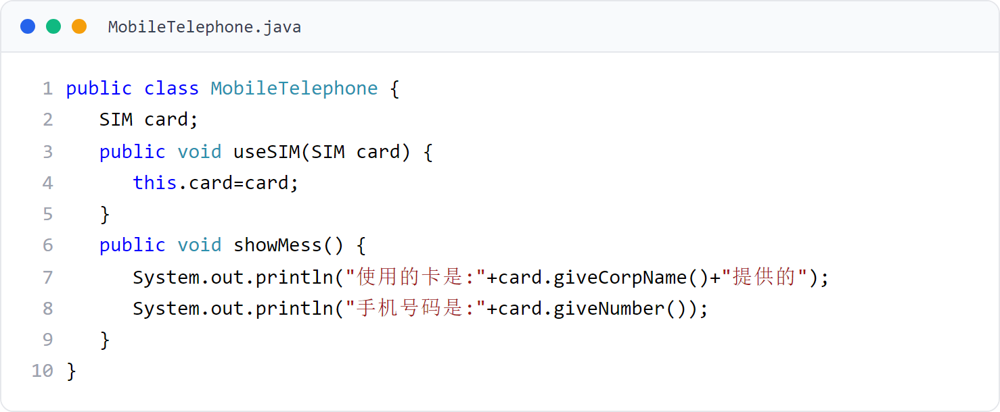 MobileTelephone.java
1 public class MobileTelephone {
2    SIM card;
3    public void useSIM(SIM card) {
4       this.card=card;
5    }
6    public void showMess() {
7       System.out.println("使用的卡是:"+card.giveCorpName()+"提供的");
8       System.out.println("手机号码是:"+card.giveNumber());
9    }
10 }